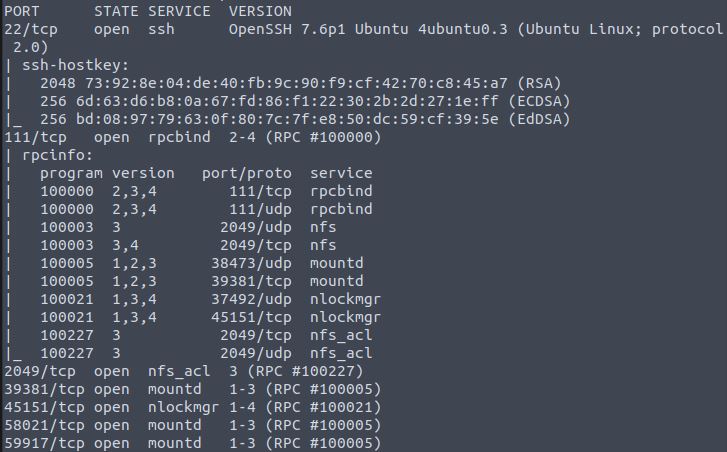 PORT      STATE SERVICE  VERSION
22/tcp    open  ssh      OpenSSH 7.6p1 Ubuntu 4ubuntu0.3 (Ubuntu Linux; protocol
 2.0)
| ssh-hostkey:
|   2048 73:92:8e:04:de:40:fb:9c:90:f9:cf:42:70:c8:45:a7 (RSA)
|   256 6d:63:d6:b8:0a:67:fd:86:f1:22:30:2b:2d:27:1e:ff (ECDSA)
|_  256 bd:08:97:79:63:0f:80:7c:7f:e8:50:dc:59:cf:39:5e (EdDSA)
111/tcp   open  rpcbind  2-4 (RPC #100000)
| rpcinfo:
|   program version   port/proto  service
|   100000  2,3,4        111/tcp  rpcbind
|   100000  2,3,4        111/udp  rpcbind
|   100003  3           2049/udp  nfs
|   100003  3,4         2049/tcp  nfs
|   100005  1,2,3      38473/udp  mountd
|   100005  1,2,3      39381/tcp  mountd
|   100021  1,3,4      37492/udp  nlockmgr
|   100021  1,3,4      45151/tcp  nlockmgr
|   100227  3           2049/tcp  nfs_acl
|_  100227  3           2049/udp  nfs_acl
2049/tcp  open  nfs_acl  3 (RPC #100227)
39381/tcp open  mountd   1-3 (RPC #100005)
45151/tcp open  nlockmgr 1-4 (RPC #100021)
58021/tcp open  mountd   1-3 (RPC #100005)
59917/tcp open  mountd   1-3 (RPC #100005)